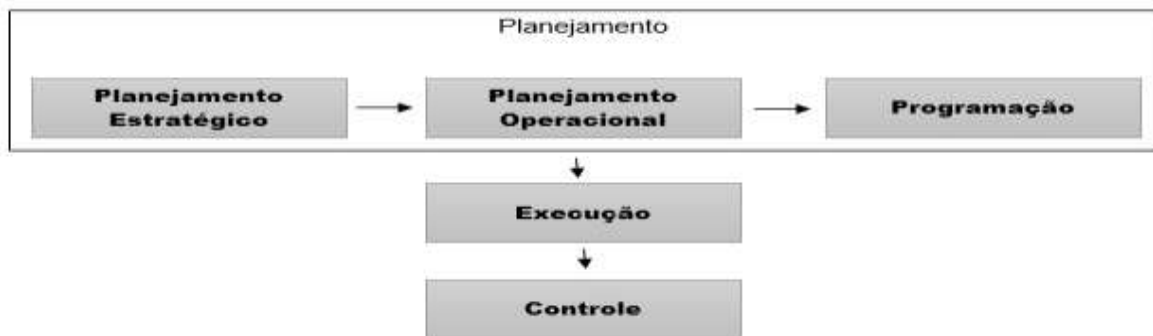 Planejamento
Planejamento
Estratégico
Planejamento
Operacional
Programação
Execução
Controle